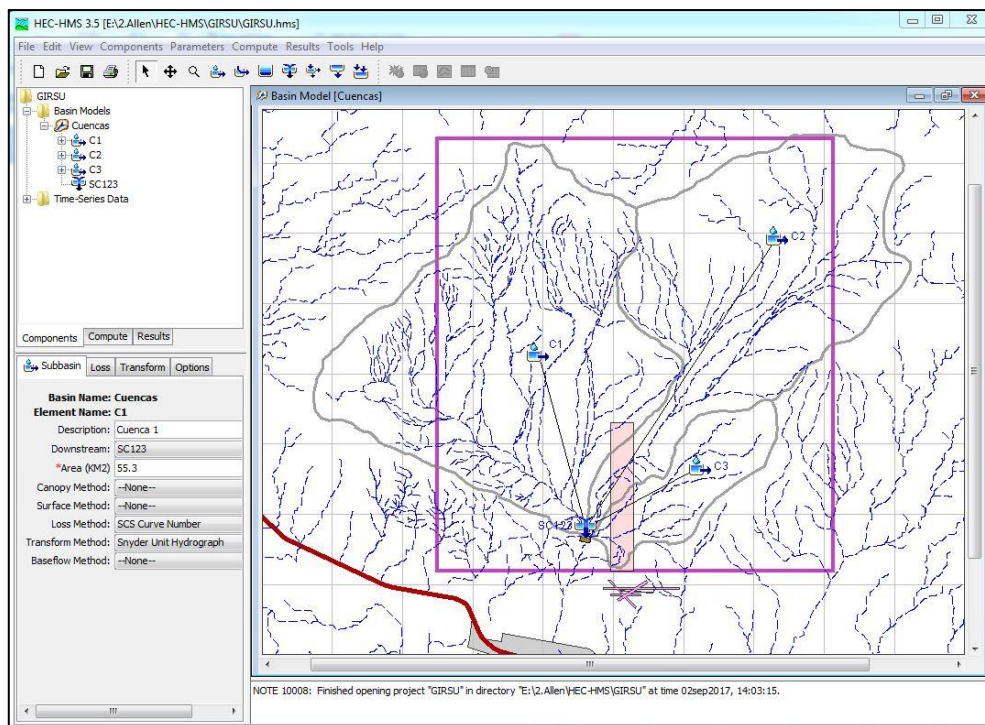 HEC-HMS 3.5 [E:\2.Allen\HEC-HMS\GIRSU\GIRSU.hms]
File Edit View Components Parameters Compute Results Tools Help
GIRSU
Basin Models
Cuencas
C1
C2
C3
SC123
Time-Series Data
Components Compute Results
Subbasin Loss Transform Options
Basin Name: Cuencas
Element Name: C1
Description: Cuenca 1
Downstream: SC123
*Area (KM2) 55.3
Canopy Method: --None--
Surface Method: --None--
Loss Method: SCS Curve Number
Transform Method: Snyder Unit Hydrograph
Baseflow Method: --None--
Basin Model [Cuencas]
C2
C1
C3
SC123
NOTE 10008: Finished opening project "GIRSU" in directory "E:\2.Allen\HEC-HMS\GIRSU" at time 02sep2017, 14:03:15.